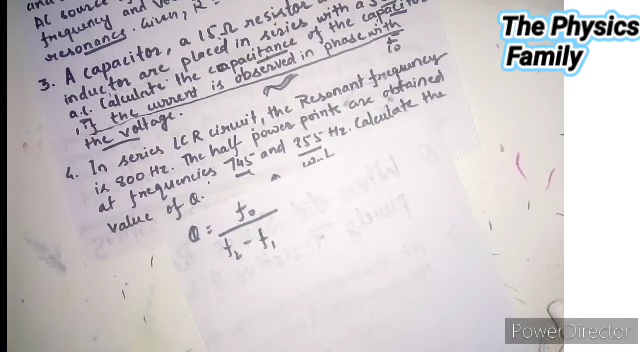 The Physics
Family
AC source
frequency and
resonances. Given, R =
3. A capacitor, a 15Ω resistor
inductor are placed in series with a
a.c. Calculate the capacitance of the capacitor
, If the current is observed in phase with
the voltage.
f₀
4. In series LCR circuit, the Resonant frequency
is 800 Hz. The half power points are obtained
at frequencies 745 and 855 Hz. Calculate the
value of Q.
Q = f₀
f₂ - f₁
PowerDirector